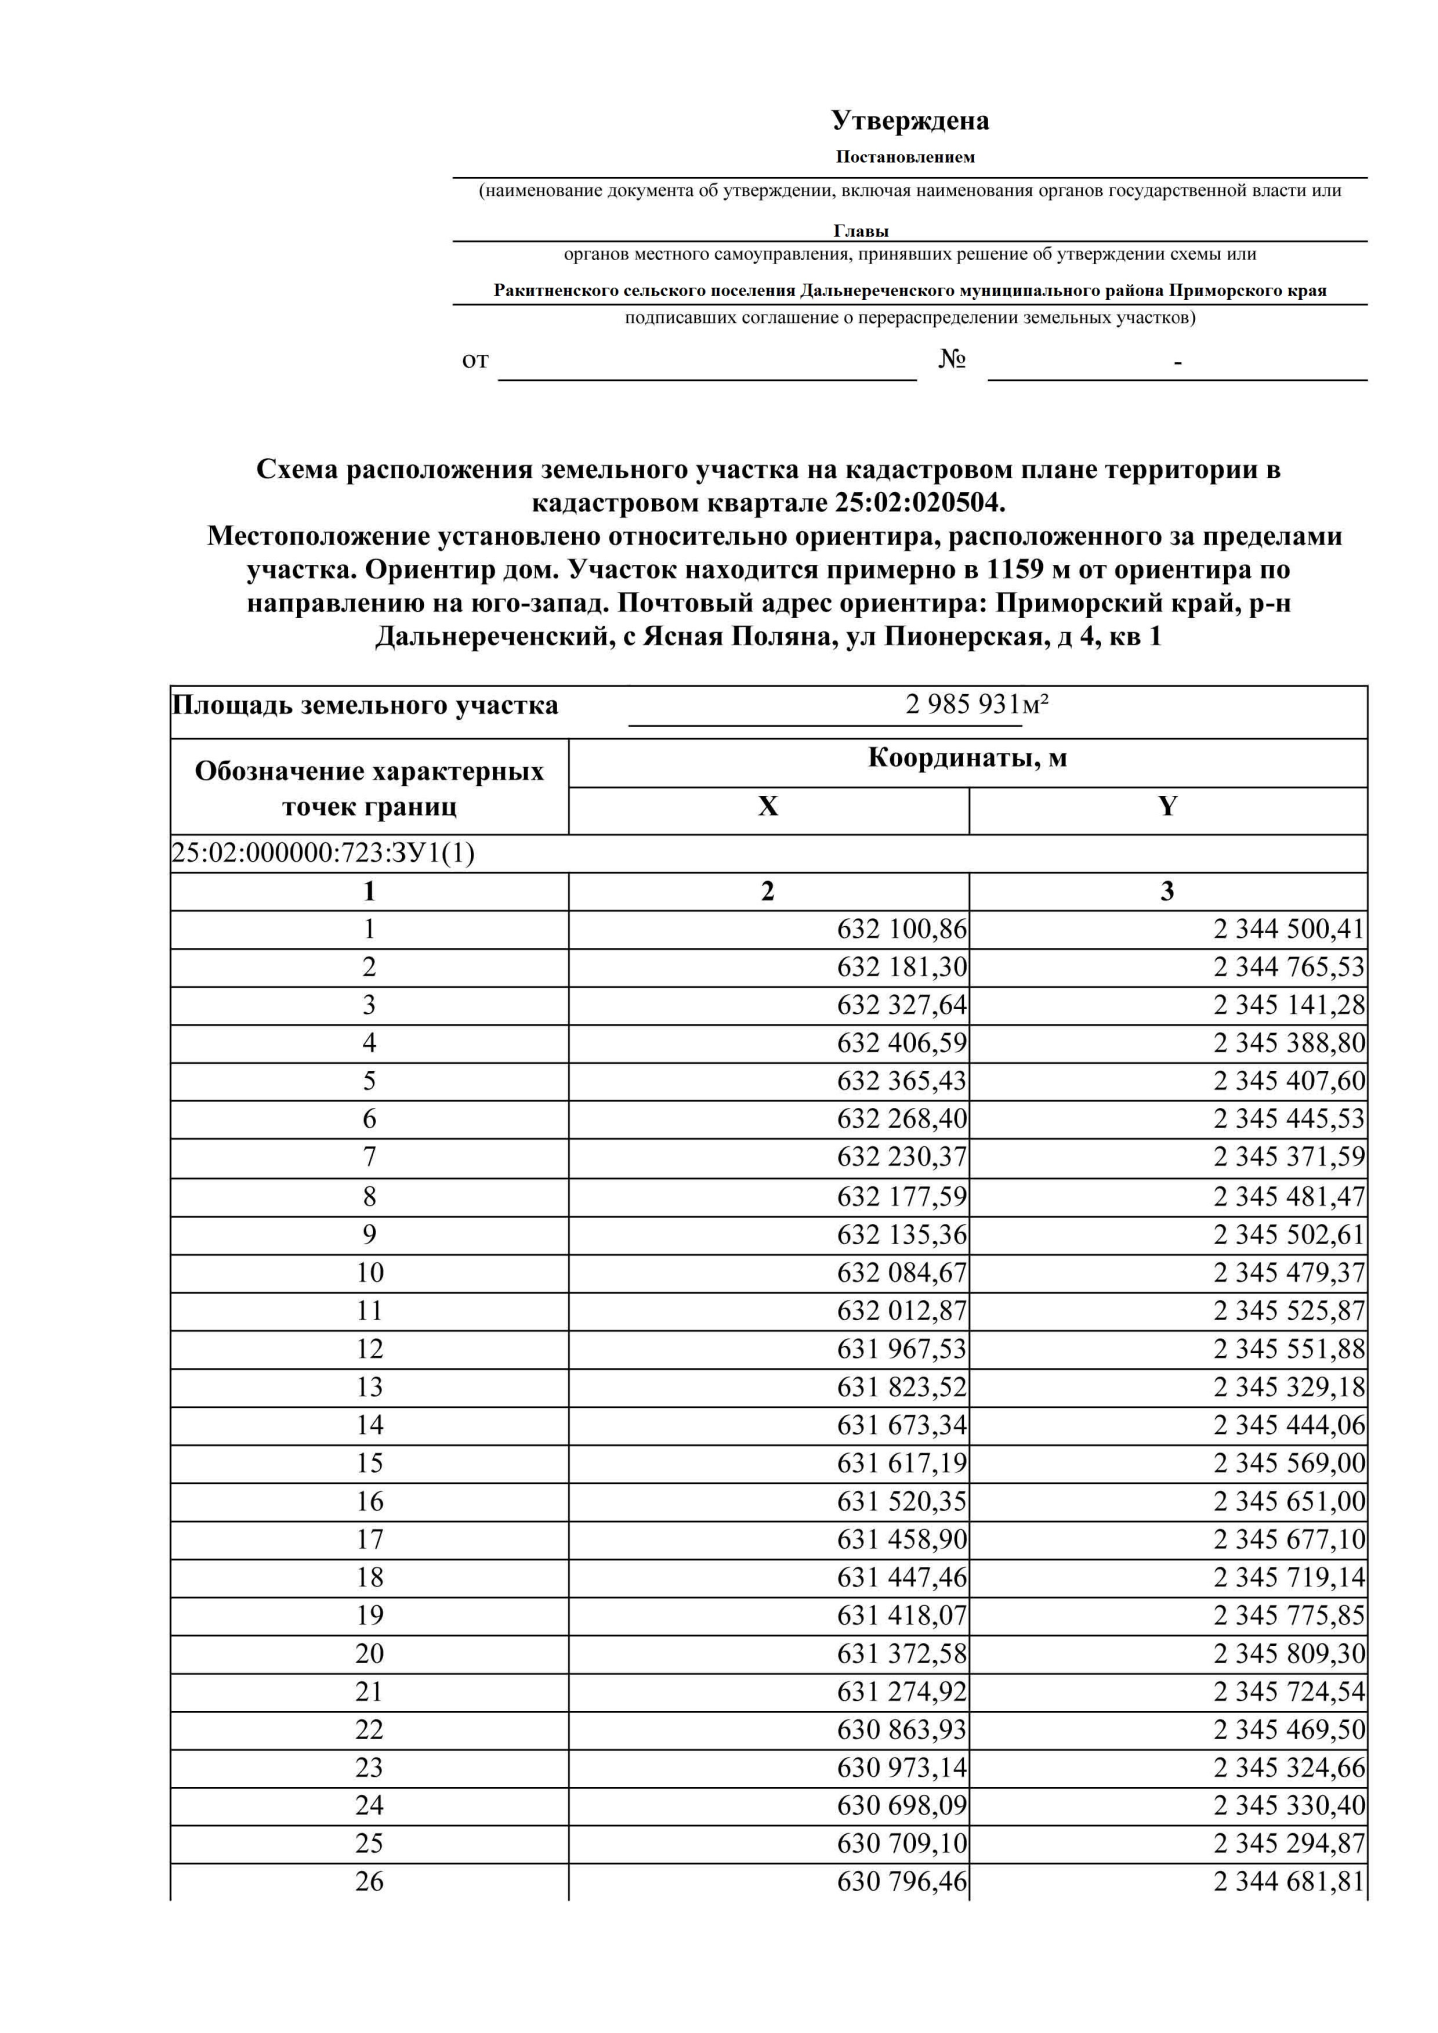 Утверждена
Постановлением
(наименование документа об утверждении, включая наименования органов государственной власти или
Главы
органов местного самоуправления, принявших решение об утверждении схемы или
Ракитненского сельского поселения Дальнереченского муниципального района Приморского края
подписавших соглашение о перераспределении земельных участков)
от № -
Схема расположения земельного участка на кадастровом плане территории в
кадастровом квартале 25:02:020504.
Местоположение установлено относительно ориентира, расположенного за пределами
участка. Ориентир дом. Участок находится примерно в 1159 м от ориентира по
направлению на юго-запад. Почтовый адрес ориентира: Приморский край, р-н
Дальнереченский, с Ясная Поляна, ул Пионерская, д 4, кв 1
Площадь земельного участка 2 985 931м²
Обозначение характерных
точек границ
Координаты, м
X Y
25:02:000000:723:ЗУ1(1)
1 2 3
1 632 100,86 2 344 500,41
2 632 181,30 2 344 765,53
3 632 327,64 2 345 141,28
4 632 406,59 2 345 388,80
5 632 365,43 2 345 407,60
6 632 268,40 2 345 445,53
7 632 230,37 2 345 371,59
8 632 177,59 2 345 481,47
9 632 135,36 2 345 502,61
10 632 084,67 2 345 479,37
11 632 012,87 2 345 525,87
12 631 967,53 2 345 551,88
13 631 823,52 2 345 329,18
14 631 673,34 2 345 444,06
15 631 617,19 2 345 569,00
16 631 520,35 2 345 651,00
17 631 458,90 2 345 677,10
18 631 447,46 2 345 719,14
19 631 418,07 2 345 775,85
20 631 372,58 2 345 809,30
21 631 274,92 2 345 724,54
22 630 863,93 2 345 469,50
23 630 973,14 2 345 324,66
24 630 698,09 2 345 330,40
25 630 709,10 2 345 294,87
26 630 796,46 2 344 681,81